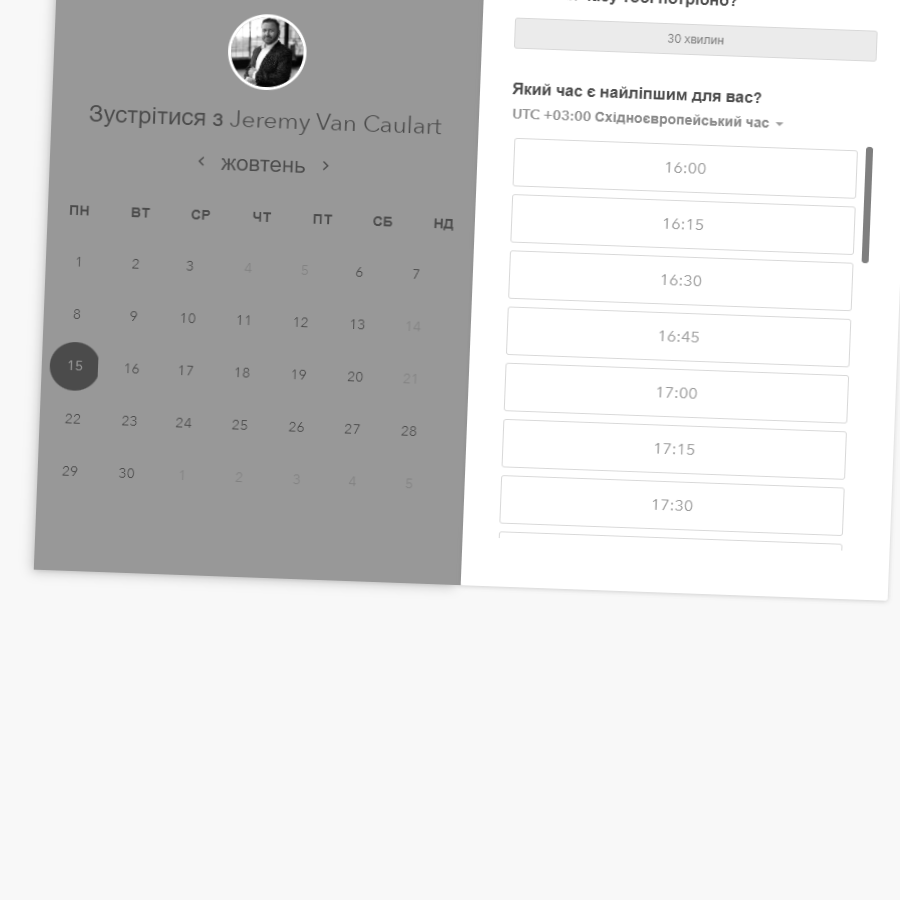 Зустрітися з Jeremy Van Caulart
жовтень
ПН ВТ СР ЧТ ПТ СБ НД
1 2 3 4 5 6 7
8 9 10 11 12 13 14
15 16 17 18 19 20 21
22 23 24 25 26 27 28
29 30 1 2 3 4 5
потрібно?
30 хвилин
Який час є найліпшим для вас?
UTC +03:00 Східноєвропейський час
16:00
16:15
16:30
16:45
17:00
17:15
17:30